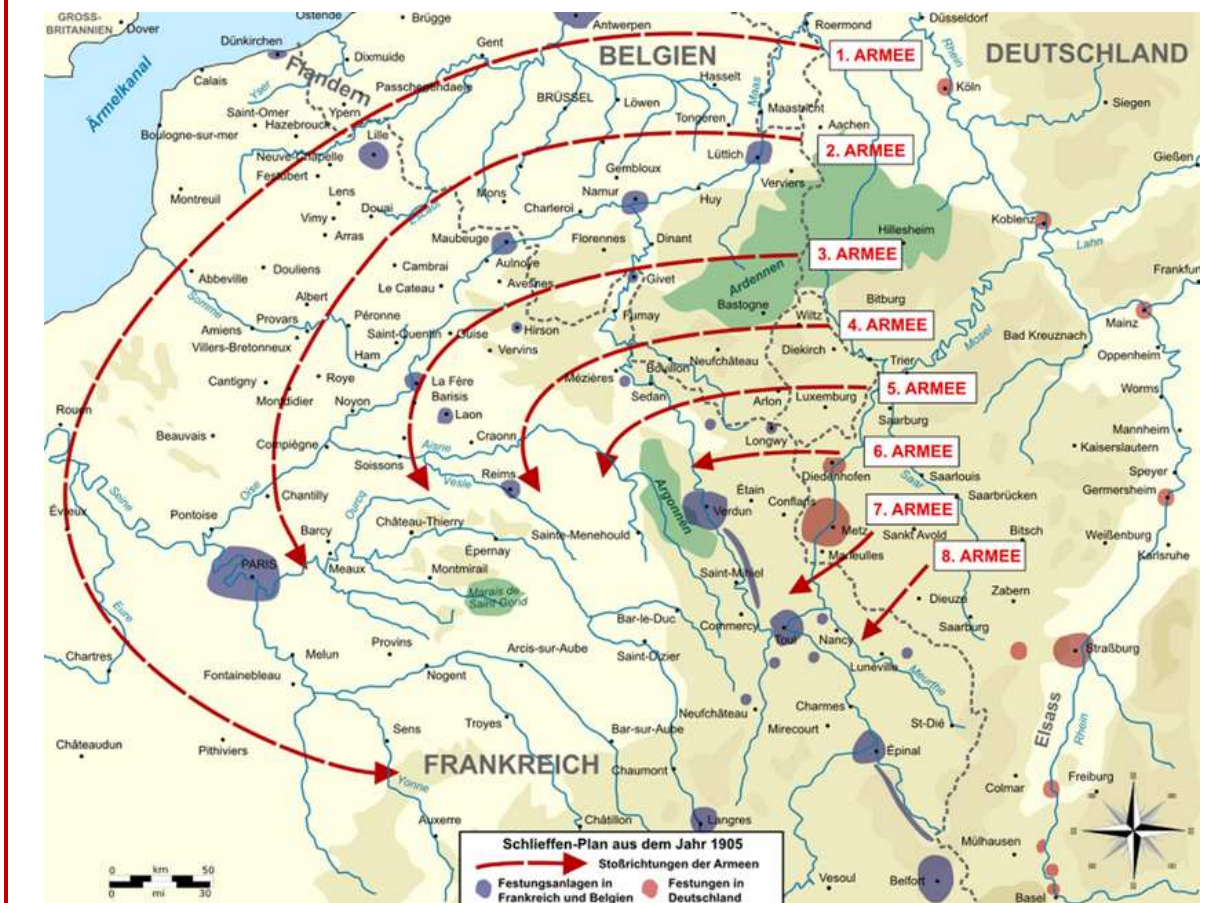 GROSS-
BRITANNIEN
Dover
Ostende
Brügge
Antwerpen
Roermond
Düsseldorf
Dünkirchen
Dixmuide
Gent
BELGIEN
1. ARMEE
Rhein
DEUTSCHLAND
Ärmelkanal
Calais
Yser
Flandern
Passchendaele
Hasselt
Maas
Köln
Saint-Omer
Ypern
BRÜSSEL
Löwen
Maastricht
Siegen
Boulogne-sur-mer
Hazebrouck
Lille
Tongeren
Aachen
Neuve-Chapelle
Gembloux
Lüttich
2. ARMEE
Gießen
Festubert
Verviers
Montreuil
Lens
Douai
Mons
Namur
Huy
Vimy
Escaut
Charleroi
Koblenz
Arras
Maubeuge
Florennes
Dinant
Hillesheim
Lahn
Abbeville
Douliens
Cambrai
Aulnoye
Givet
3. ARMEE
Frankfurt
Le Cateau
Avesnes
Ardennen
Somme
Albert
Bastogne
Bitburg
Amiens
Provars
Péronne
Fumay
Wiltz
Mosel
Mainz
Villers-Bretonneux
Saint-Quentin
Guise
Hirson
4. ARMEE
Bad Kreuznach
Ham
Vervins
Neufchâteau
Diekirch
Trier
Oppenheim
Bouillon
Cantigny
Roye
La Fère
Mézières
5. ARMEE
Worms
Montdidier
Noyon
Barisis
Sedan
Arlon
Luxemburg
Rouen
Laon
Saarburg
Mannheim
Beauvais
Compiègne
Aisne
Craonn
Longwy
Kaiserslautern
Soissons
6. ARMEE
Reims
Diedenhofen
Saar
Saarlouis
Speyer
Seine
Oise
Chantilly
Vesle
Argonnen
Étain
Germersheim
Évreux
Pontoise
Ourcq
Verdun
Conflans
7. ARMEE
Saarbrücken
Barcy
Château-Thierry
Sainte-Menehould
Metz
Sankt Avold
Bitsch
Weißenburg
PARIS
Meaux
Épernay
Marieulles
8. ARMEE
Karlsruhe
Montmirail
Saint-Mihiel
Marais de
Saint Gond
Dieuze
Zabern
Eure
Commercy
Bar-le-Duc
Toul
Nancy
Saarburg
Provins
Straßburg
Chartres
Melun
Arcis-sur-Aube
Saint-Dizier
Lunéville
Fontainebleau
Nogent
Meurthe
Elsass
Neufchâteau
Charmes
Rhein
Châteaudun
Pithiviers
Sens
Troyes
Bar-sur-Aube
Mirecourt
St-Dié
Épinal
FRANKREICH
Chaumont
Yonne
Colmar
Freiburg
Auxerre
Châtillon
Langres
Mülhausen
Vesoul
Belfort
Basel
0 km 50
0 mi 30
Schlieffen-Plan aus dem Jahr 1905
Stoßrichtungen der Armeen
Festungsanlagen in
Frankreich und Belgien
Festungen in
Deutschland